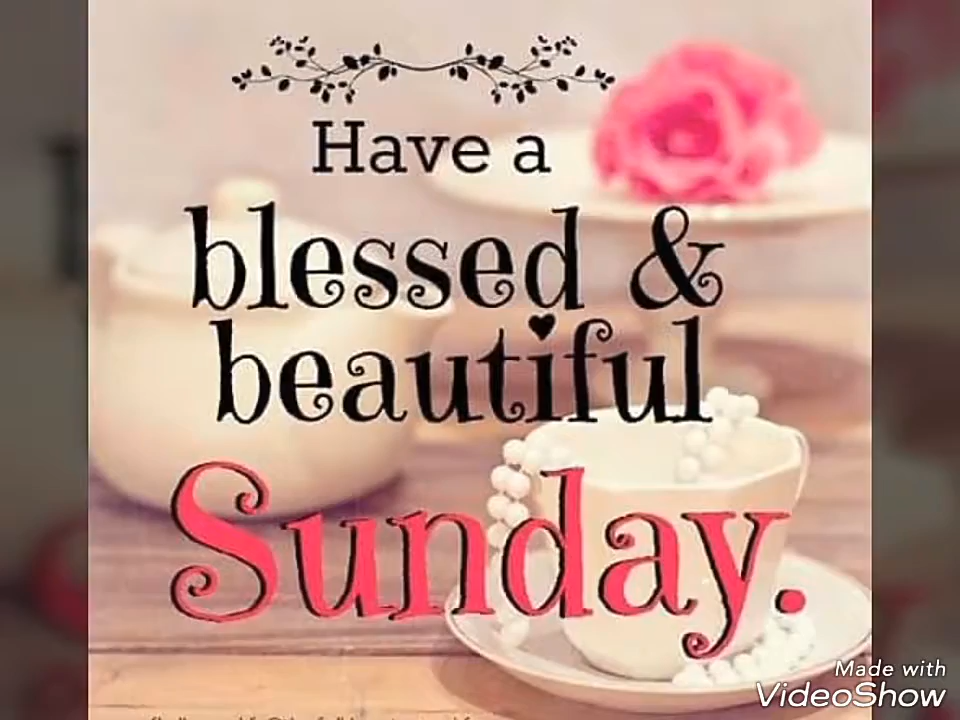 Have a
blessed &
beautiful
Sunday.
Made with
VideoShow